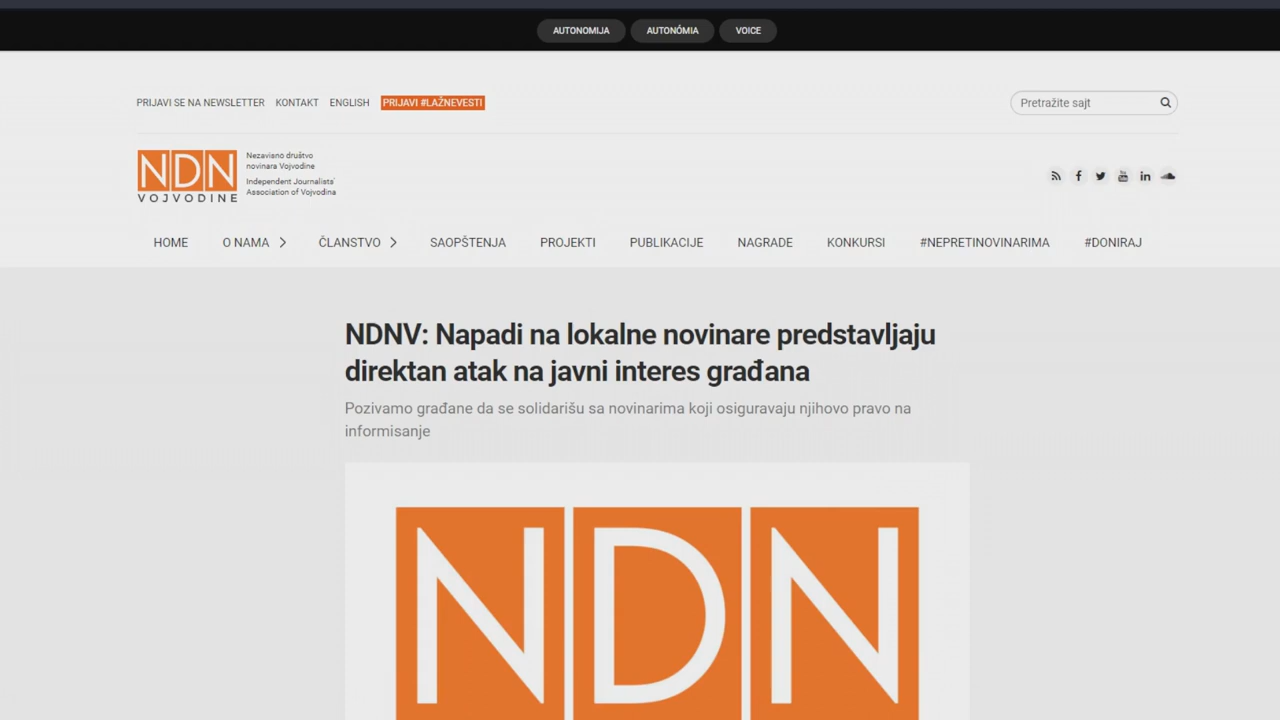 AUTONOMIJA AUTONÓMIA VOICE
PRIJAVI SE NA NEWSLETTER KONTAKT ENGLISH PRIJAVI #LAŽNEVESTI
Pretražite sajt
NDN
VOJVODINE
Nezavisno društvo
novinara Vojvodine
Independent Journalists'
Association of Vojvodina
HOME O NAMA ČLANSTVO SAOPŠTENJA PROJEKTI PUBLIKACIJE NAGRADE KONKURSI #NEPRETINOVINARIMA #DONIRAJ
NDNV: Napadi na lokalne novinare predstavljaju
direktan atak na javni interes građana
Pozivamo građane da se solidarišu sa novinarima koji osiguravaju njihovo pravo na
informisanje
NDN